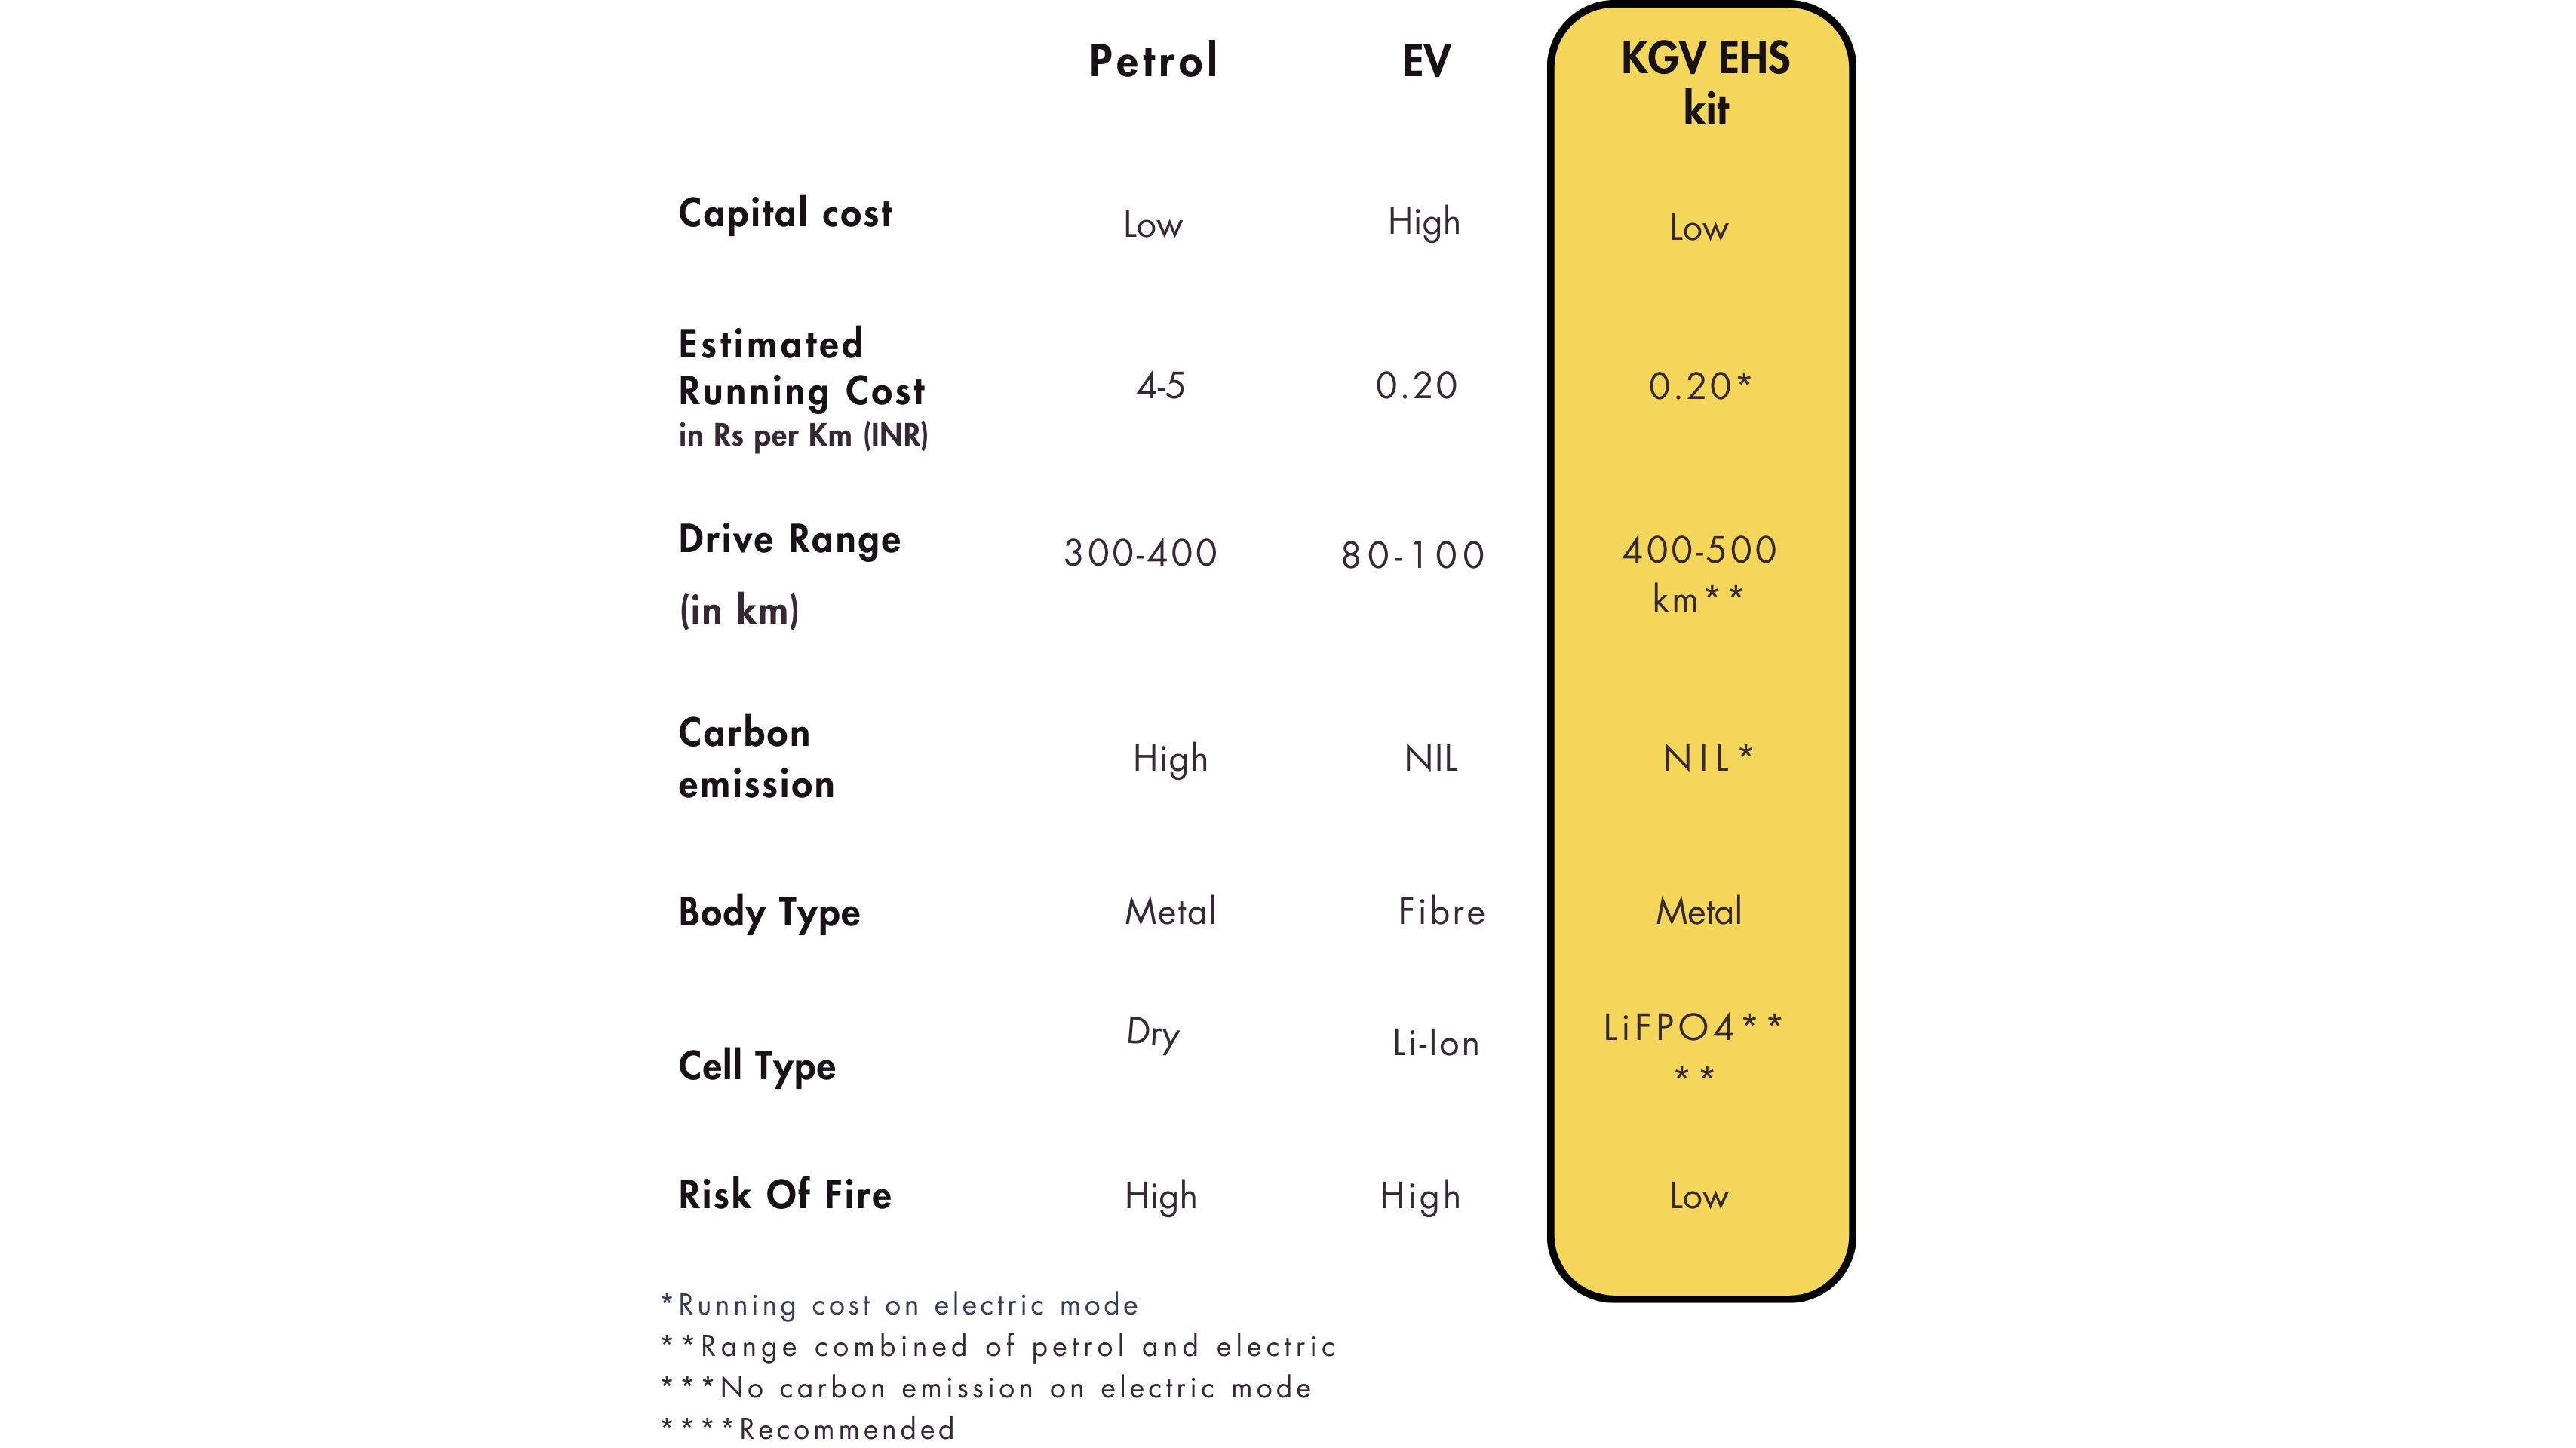 Petrol EV KGV EHS
kit
Capital cost Low High Low
Estimated
Running Cost 4-5 0.20 0.20*
in Rs per Km (INR)
Drive Range 300-400 80-100 400-500
(in km) km**
Carbon
emission High NIL NIL*
Body Type Metal Fibre Metal
Cell Type Dry Li-Ion LiFPO4**
**
Risk Of Fire High High Low
*Running cost on electric mode
**Range combined of petrol and electric
***No carbon emission on electric mode
****Recommended